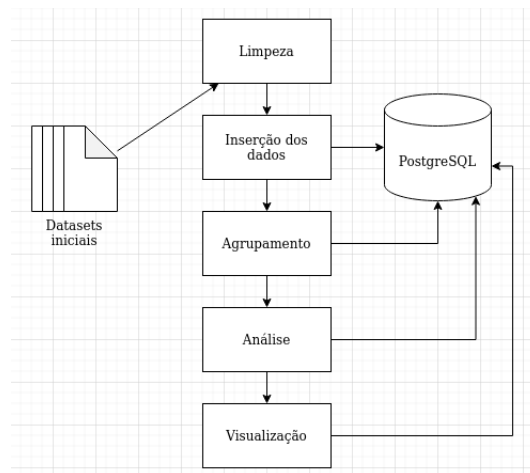 Limpeza
Inserção dos
dados
PostgreSQL
Datasets
iniciais
Agrupamento
Análise
Visualização